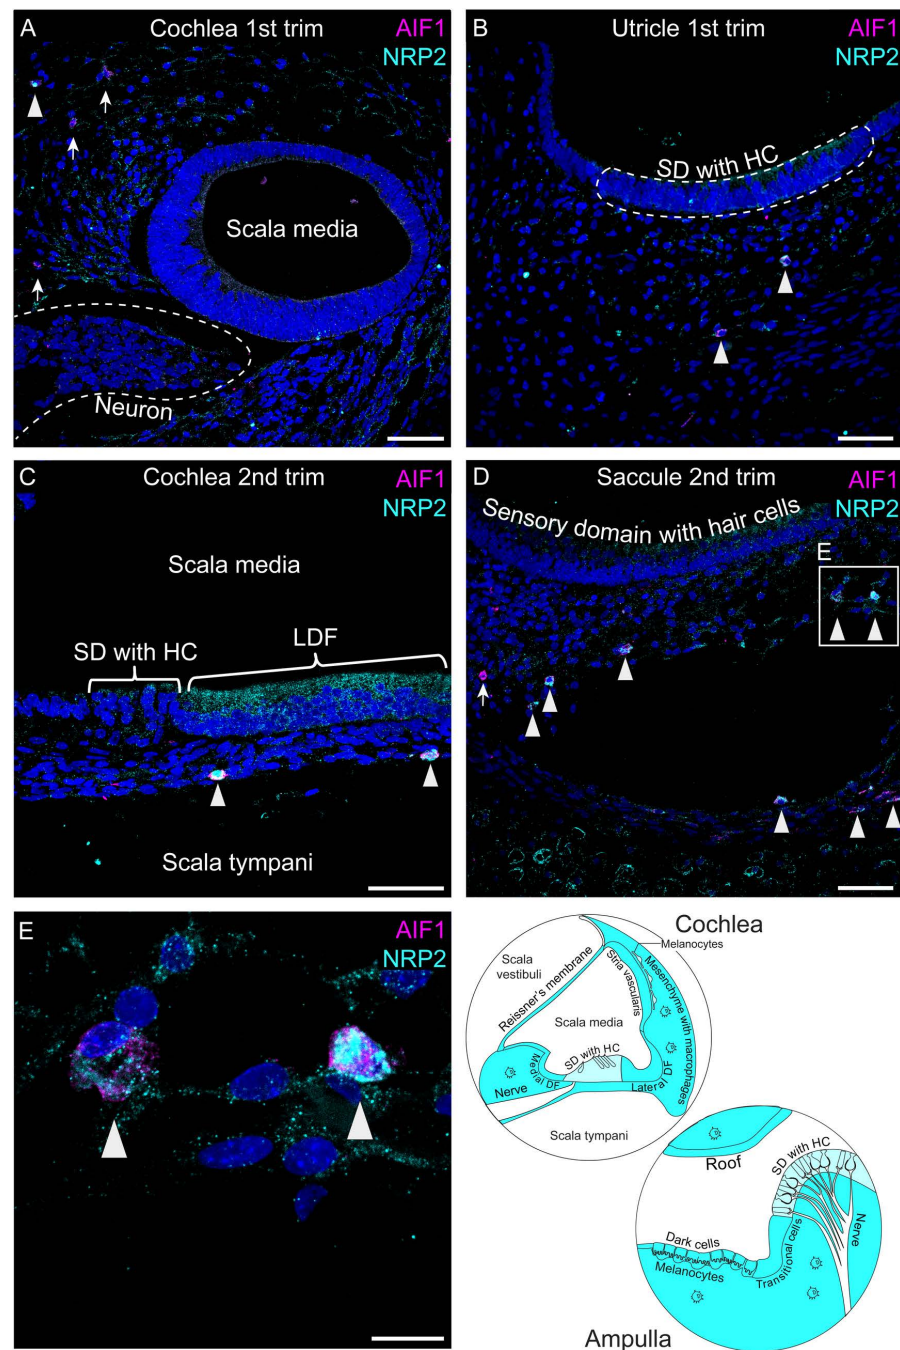 A
Cochlea 1st trim
AIF1
NRP2
Scala media
Neuron
B
Utricle 1st trim
AIF1
NRP2
SD with HC
C
Cochlea 2nd trim
AIF1
NRP2
Scala media
SD with HC
LDF
Scala tympani
D
Saccule 2nd trim
AIF1
NRP2
Sensory domain with hair cells
E
E
AIF1
NRP2
Cochlea
Melanocytes
Scala
vestibuli
Reissner's membrane
Stria vascularis
Mesenchyme with macrophages
Scala media
SD with HC
Medial DF
Lateral DF
Nerve
Scala tympani
Roof
SD with HC
Nerve
Dark cells
Melanocytes
Transitional cells
Ampulla